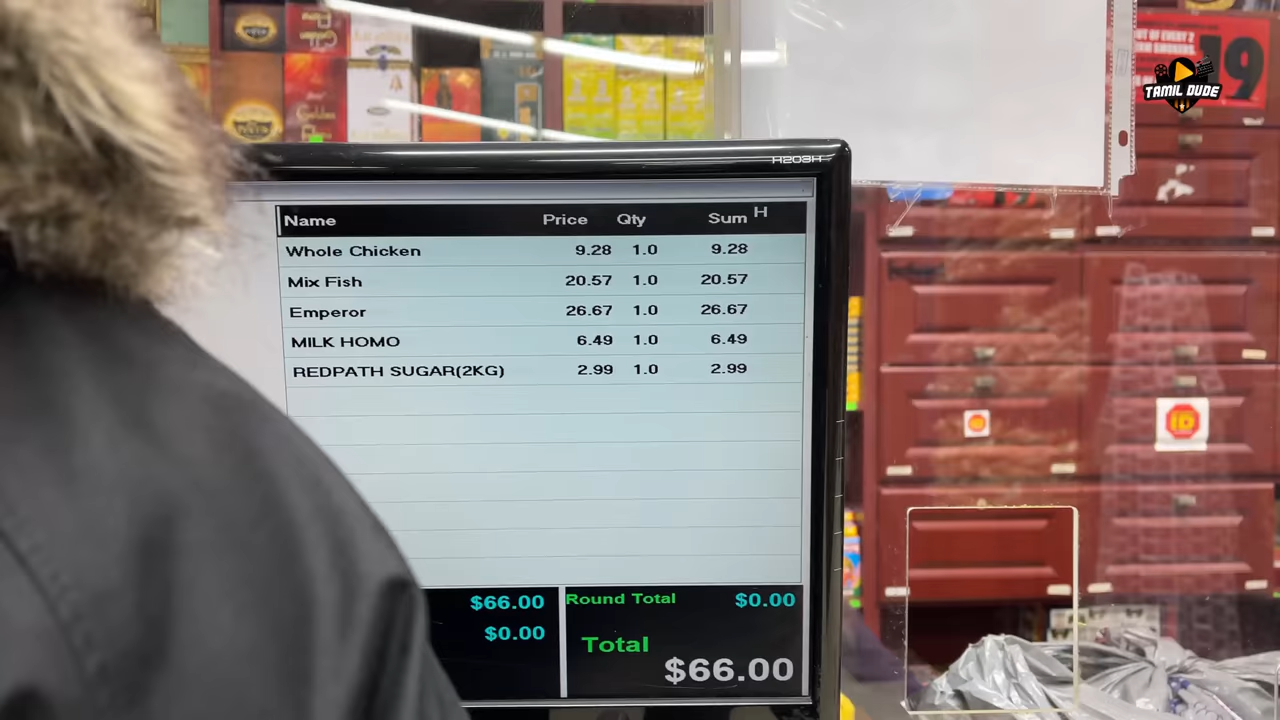 TAMIL DUDE
19
H203H
Name Price Qty Sum H
Whole Chicken 9.28 1.0 9.28
Mix Fish 20.57 1.0 20.57
Emperor 26.67 1.0 26.67
MILK HOMO 6.49 1.0 6.49
REDPATH SUGAR(2KG) 2.99 1.0 2.99
$66.00 Round Total $0.00
$0.00
Total
$66.00
ID